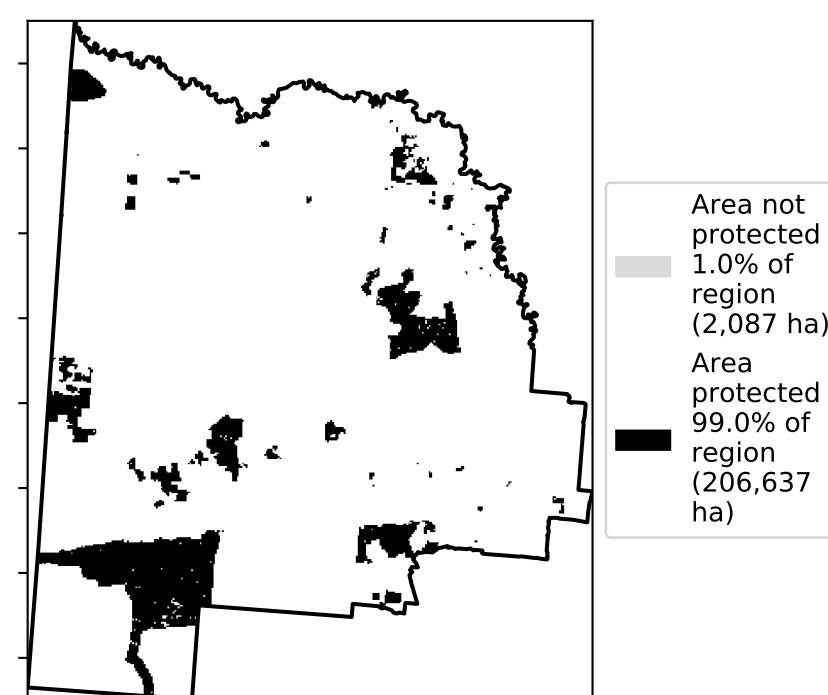 Area not
protected
1.0% of
region
(2,087 ha)
Area
protected
99.0% of
region
(206,637
ha)